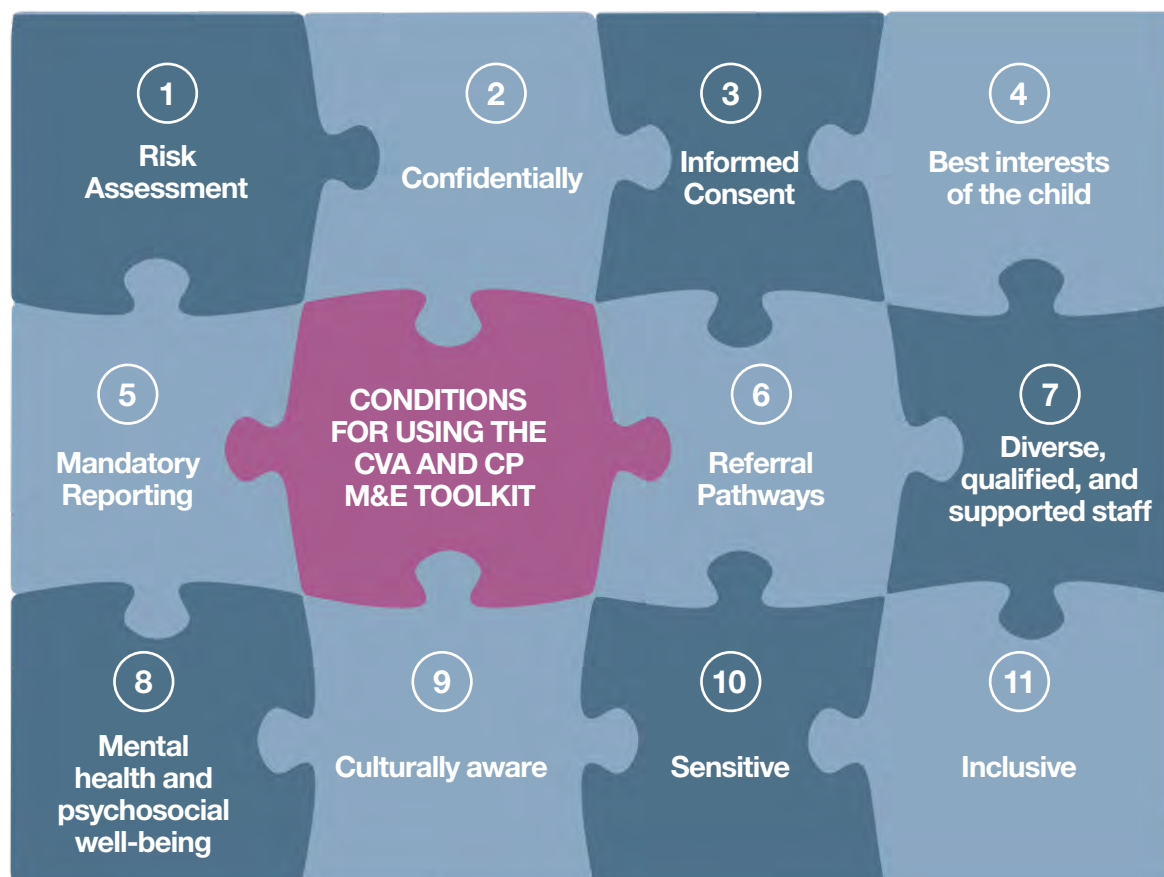 1
Risk
Assessment
2
Confidentially
3
Informed
Consent
4
Best interests
of the child
5
Mandatory
Reporting
CONDITIONS
FOR USING THE
CVA AND CP
M&E TOOLKIT
6
Referral
Pathways
7
Diverse,
qualified, and
supported staff
8
Mental
health and
psychosocial
well-being
9
Culturally aware
10
Sensitive
11
Inclusive